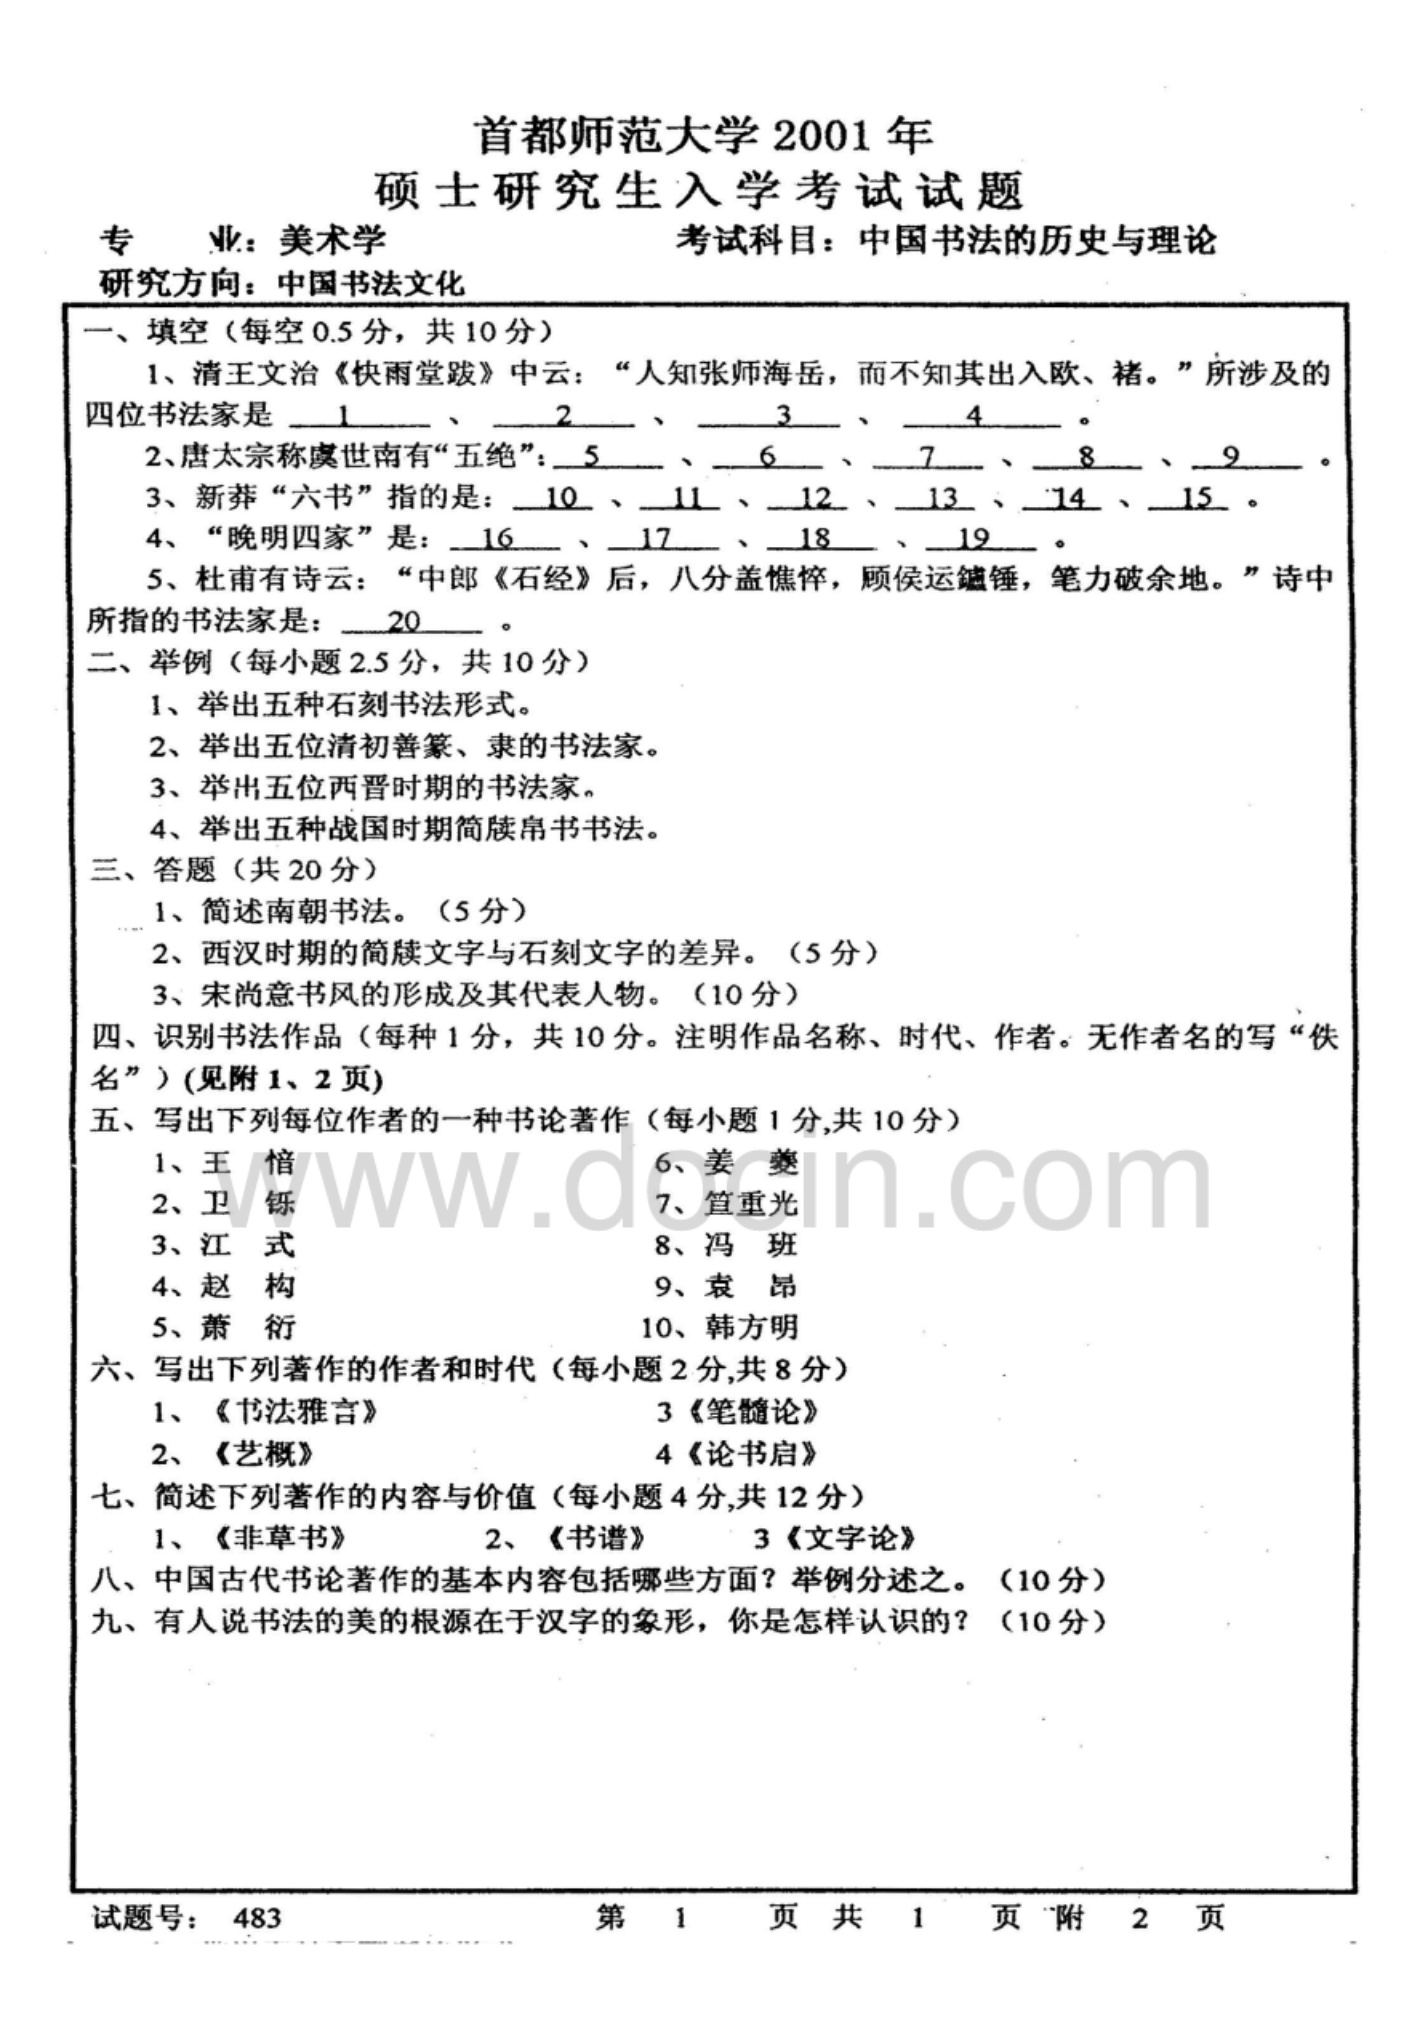 首都师范大学 2001 年
硕士研究生入学考试试题
专 业：美术学 考试科目：中国书法的历史与理论
研究方向：中国书法文化
一、填空（每空 0.5 分，共 10 分）
1、清王文治《快雨堂跋》中云：“人知张师海岳，而不知其出入欧、褚。”所涉及的
四位书法家是 1 、 2 、 3 、 4 。
2、唐太宗称虞世南有“五绝”： 5 、 6 、 7 、 8 、 9 。
3、新莽“六书”指的是： 10 、 11 、 12 、 13 、 14 、 15 。
4、“晚明四家”是： 16 、 17 、 18 、 19 。
5、杜甫有诗云：“中郎《石经》后，八分盖憔悴，顾侯运鑪锤，笔力破余地。”诗中
所指的书法家是： 20 。
二、举例（每小题 2.5 分，共 10 分）
1、举出五种石刻书法形式。
2、举出五位清初善篆、隶的书法家。
3、举出五位西晋时期的书法家。
4、举出五种战国时期简牍帛书书法。
三、答题（共 20 分）
1、简述南朝书法。（5 分）
2、西汉时期的简牍文字与石刻文字的差异。（5 分）
3、宋尚意书风的形成及其代表人物。（10 分）
四、识别书法作品（每种 1 分，共 10 分。注明作品名称、时代、作者。无作者名的写“佚
名”）(见附 1、2 页)
五、写出下列每位作者的一种书论著作（每小题 1 分,共 10 分）
1、王 愔 6、姜 夔
2、卫 铄 7、笪重光
3、江 式 8、冯 班
4、赵 构 9、袁 昂
5、萧 衍 10、韩方明
六、写出下列著作的作者和时代（每小题 2 分,共 8 分）
1、《书法雅言》 3《笔髓论》
2、《艺概》 4《论书启》
七、简述下列著作的内容与价值（每小题 4 分,共 12 分）
1、《非草书》 2、《书谱》 3《文字论》
八、中国古代书论著作的基本内容包括哪些方面？举例分述之。（10 分）
九、有人说书法的美的根源在于汉字的象形，你是怎样认识的？（10 分）
www.docin.com
试题号： 483 第 1 页 共 1 页 附 2 页